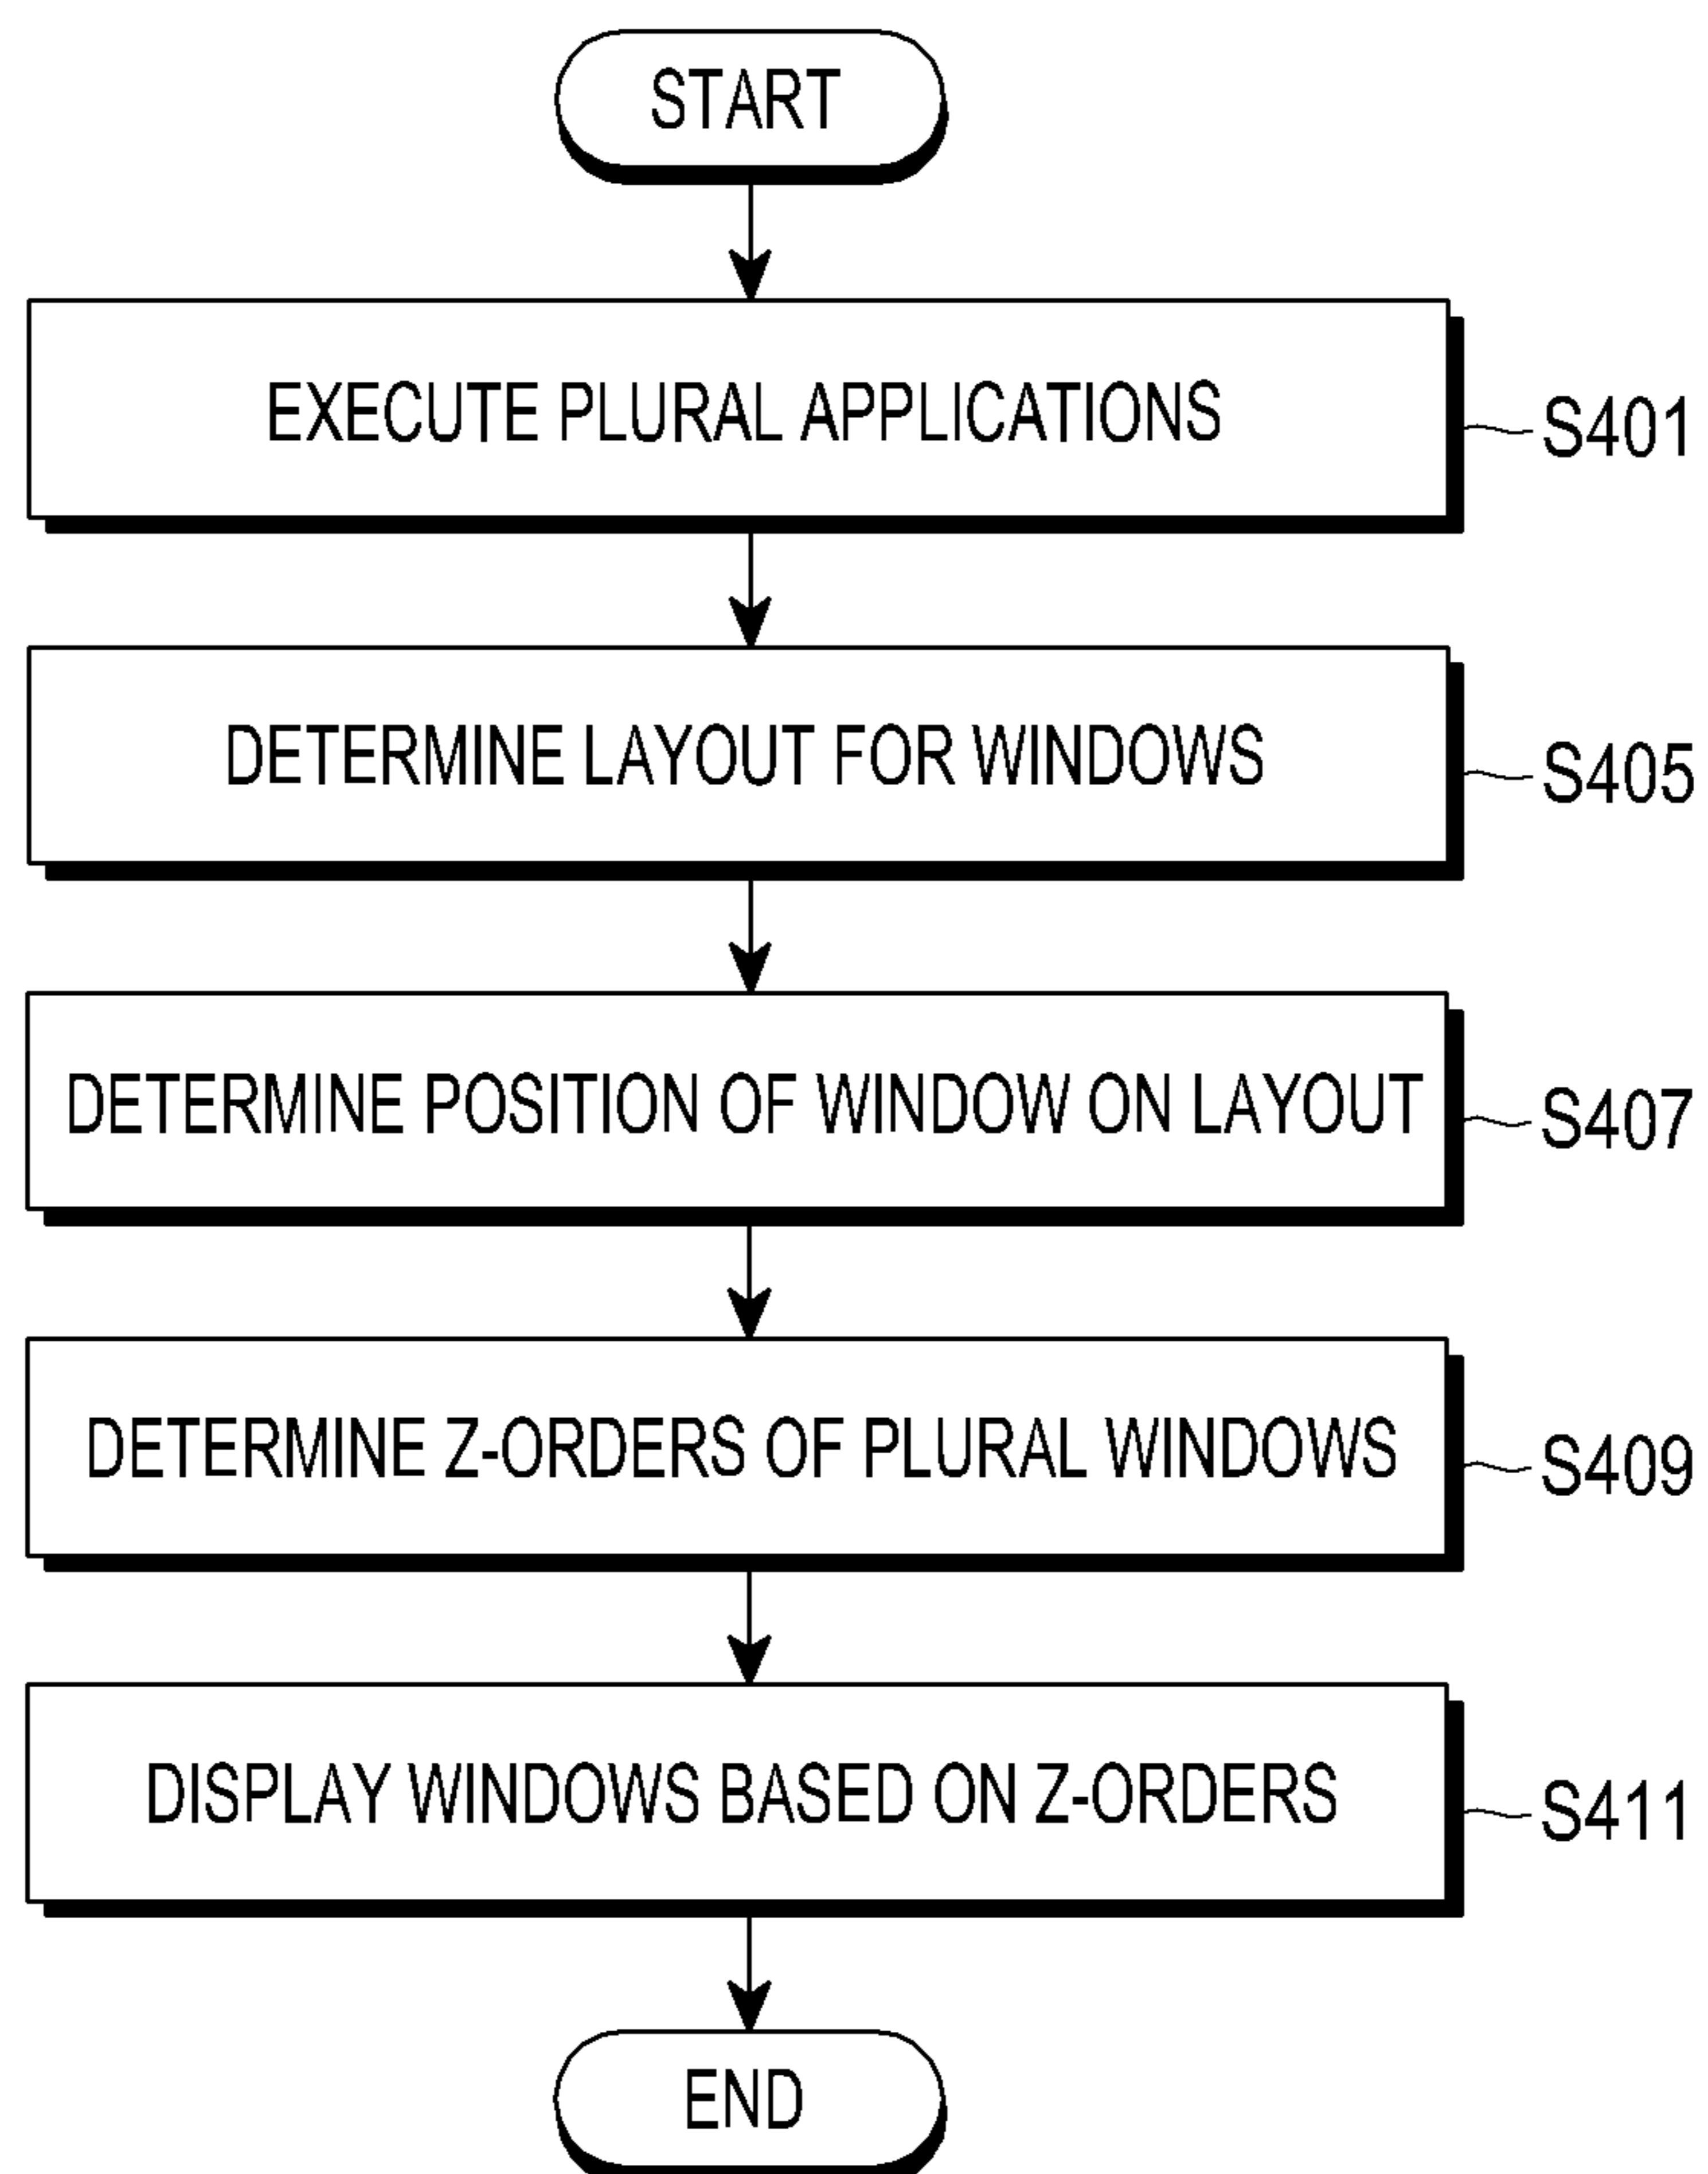 START
EXECUTE PLURAL APPLICATIONS
S401
DETERMINE LAYOUT FOR WINDOWS
S405
DETERMINE POSITION OF WINDOW ON LAYOUT
S407
DETERMINE Z-ORDERS OF PLURAL WINDOWS
S409
DISPLAY WINDOWS BASED ON Z-ORDERS
S411
END